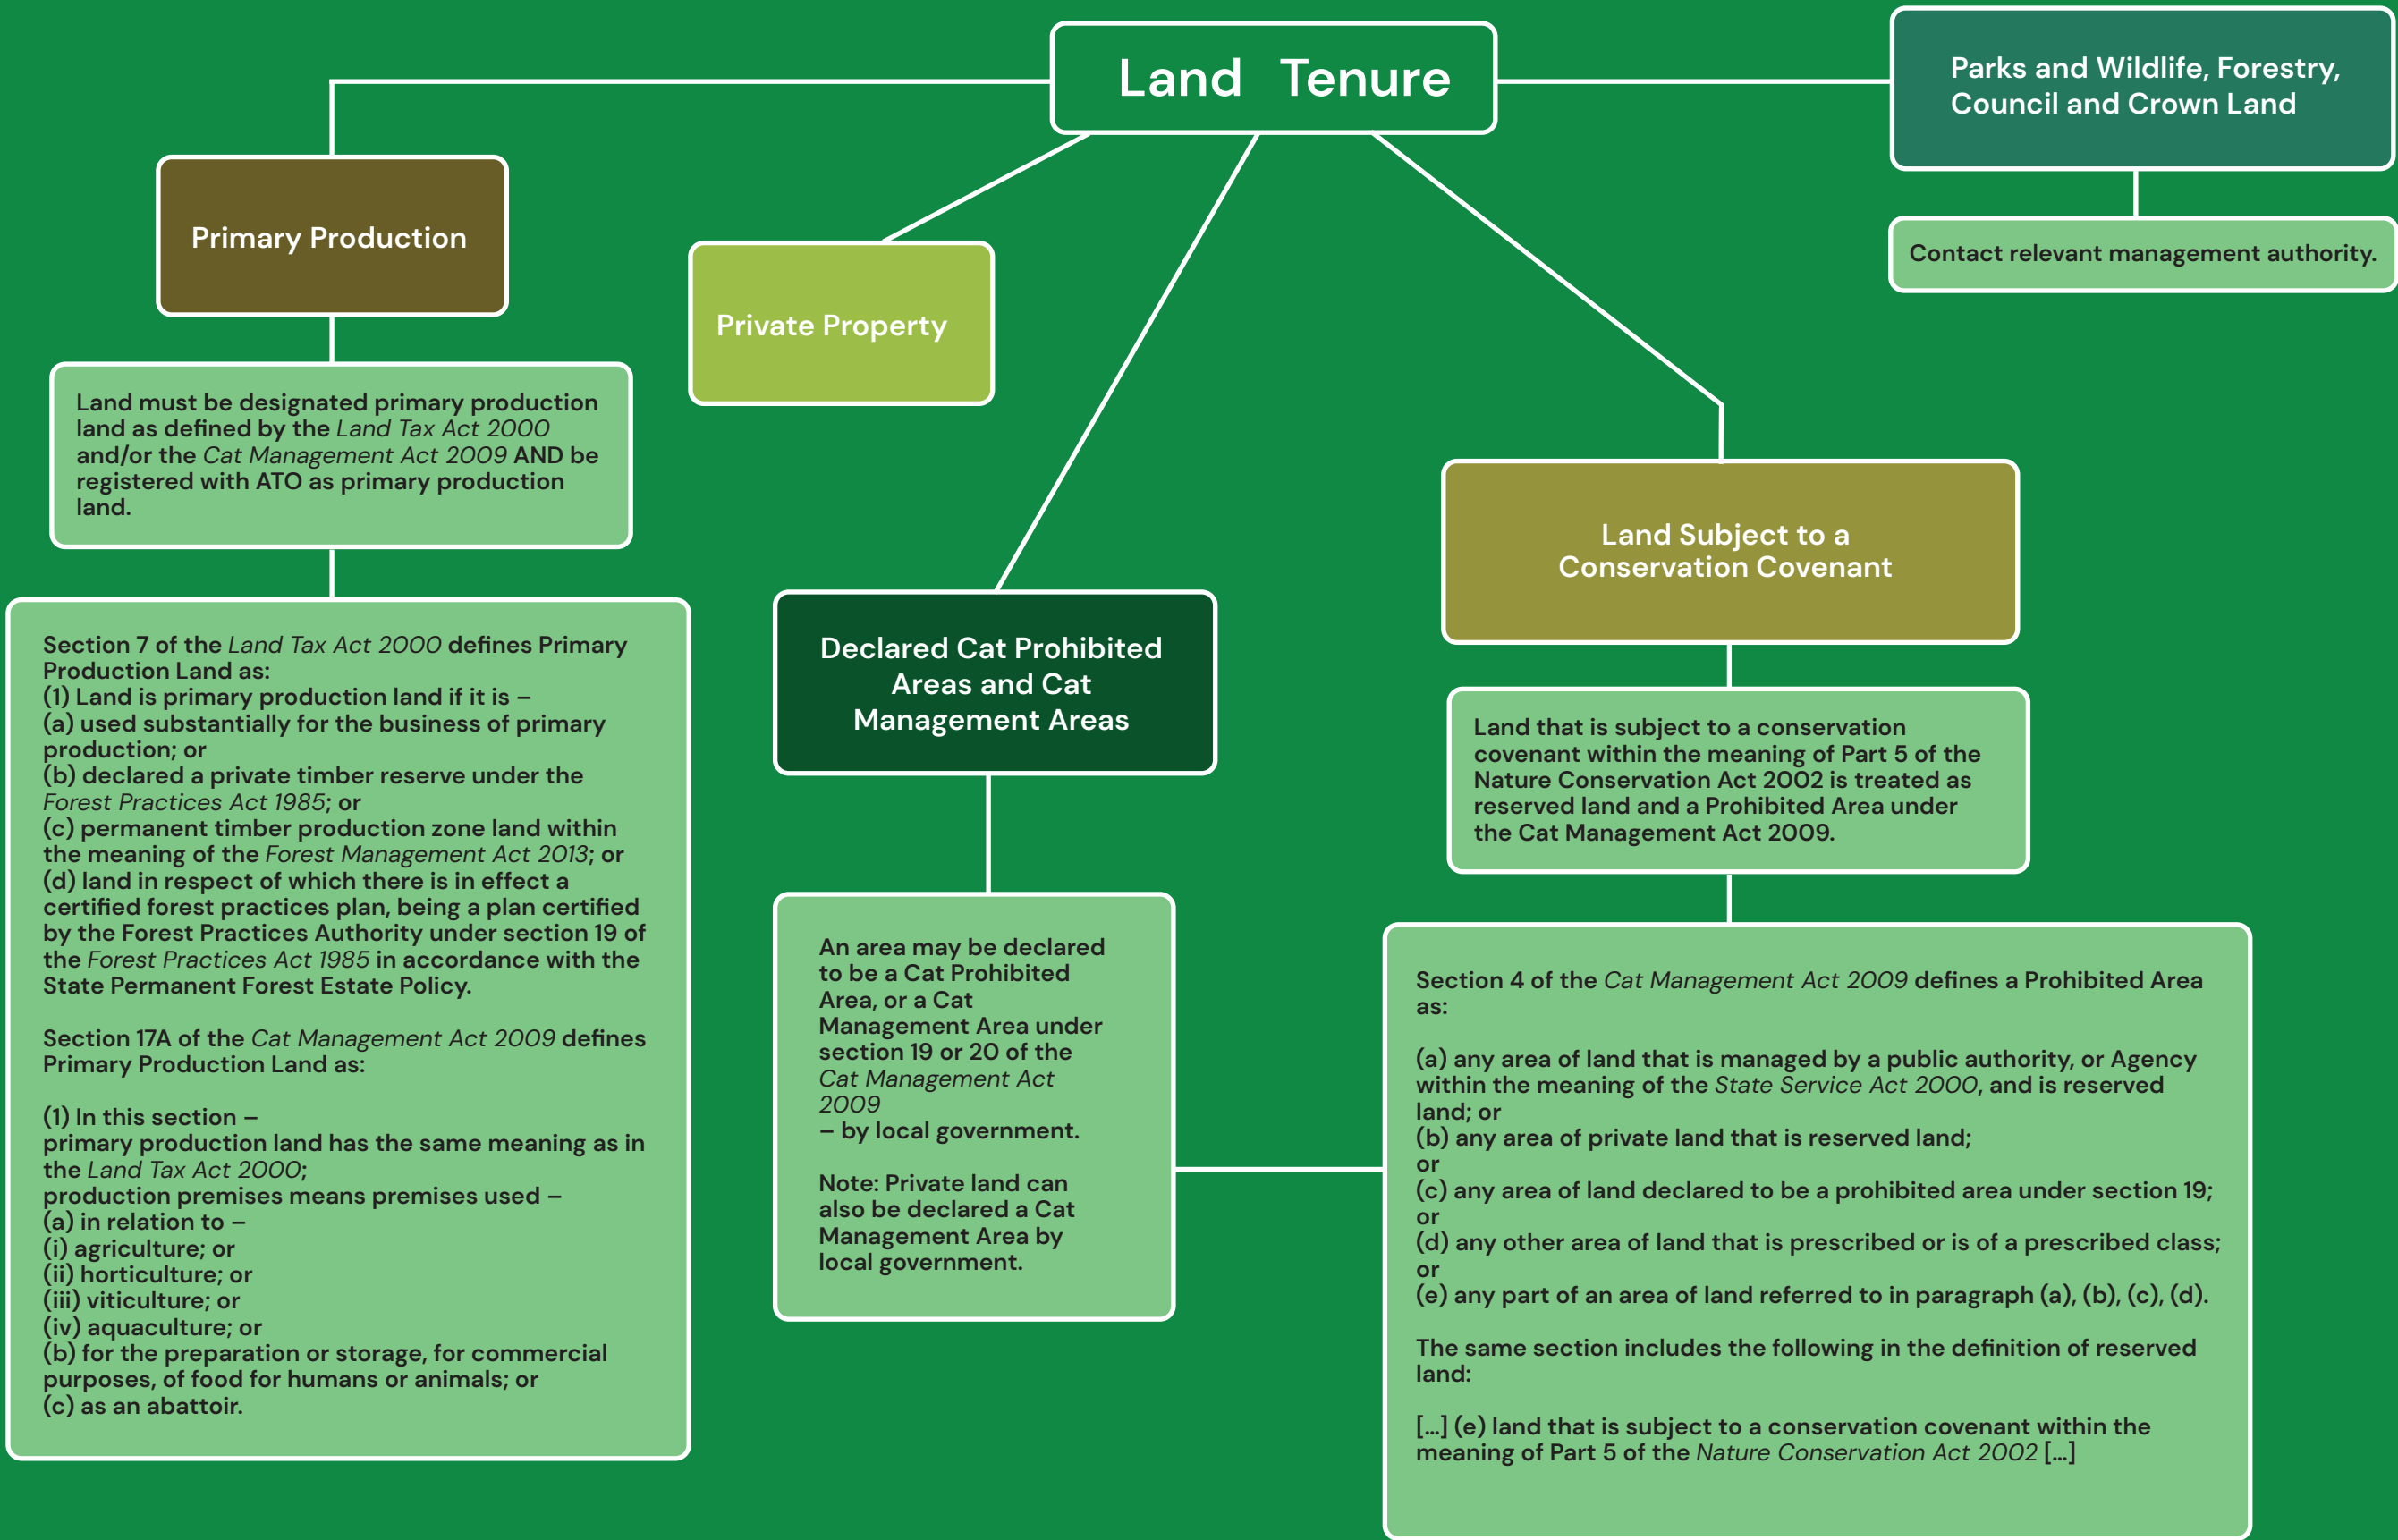 Land Tenure
Parks and Wildlife, Forestry,
Council and Crown Land
Contact relevant management authority.
Primary Production
Land must be designated primary production
land as defined by the Land Tax Act 2000
and/or the Cat Management Act 2009 AND be
registered with ATO as primary production
land.
Section 7 of the Land Tax Act 2000 defines Primary
Production Land as:
(1) Land is primary production land if it is –
(a) used substantially for the business of primary
production; or
(b) declared a private timber reserve under the
Forest Practices Act 1985; or
(c) permanent timber production zone land within
the meaning of the Forest Management Act 2013; or
(d) land in respect of which there is in effect a
certified forest practices plan, being a plan certified
by the Forest Practices Authority under section 19 of
the Forest Practices Act 1985 in accordance with the
State Permanent Forest Estate Policy.
Section 17A of the Cat Management Act 2009 defines
Primary Production Land as:
(1) In this section –
primary production land has the same meaning as in
the Land Tax Act 2000;
production premises means premises used –
(a) in relation to –
(i) agriculture; or
(ii) horticulture; or
(iii) viticulture; or
(iv) aquaculture; or
(b) for the preparation or storage, for commercial
purposes, of food for humans or animals; or
(c) as an abattoir.
Private Property
Declared Cat Prohibited
Areas and Cat
Management Areas
An area may be declared
to be a Cat Prohibited
Area, or a Cat
Management Area under
section 19 or 20 of the
Cat Management Act
2009
– by local government.
Note: Private land can
also be declared a Cat
Management Area by
local government.
Land Subject to a
Conservation Covenant
Land that is subject to a conservation
covenant within the meaning of Part 5 of the
Nature Conservation Act 2002 is treated as
reserved land and a Prohibited Area under
the Cat Management Act 2009.
Section 4 of the Cat Management Act 2009 defines a Prohibited Area
as:
(a) any area of land that is managed by a public authority, or Agency
within the meaning of the State Service Act 2000, and is reserved
land; or
(b) any area of private land that is reserved land;
or
(c) any area of land declared to be a prohibited area under section 19;
or
(d) any other area of land that is prescribed or is of a prescribed class;
or
(e) any part of an area of land referred to in paragraph (a), (b), (c), (d).
The same section includes the following in the definition of reserved
land:
[...] (e) land that is subject to a conservation covenant within the
meaning of Part 5 of the Nature Conservation Act 2002 [...]